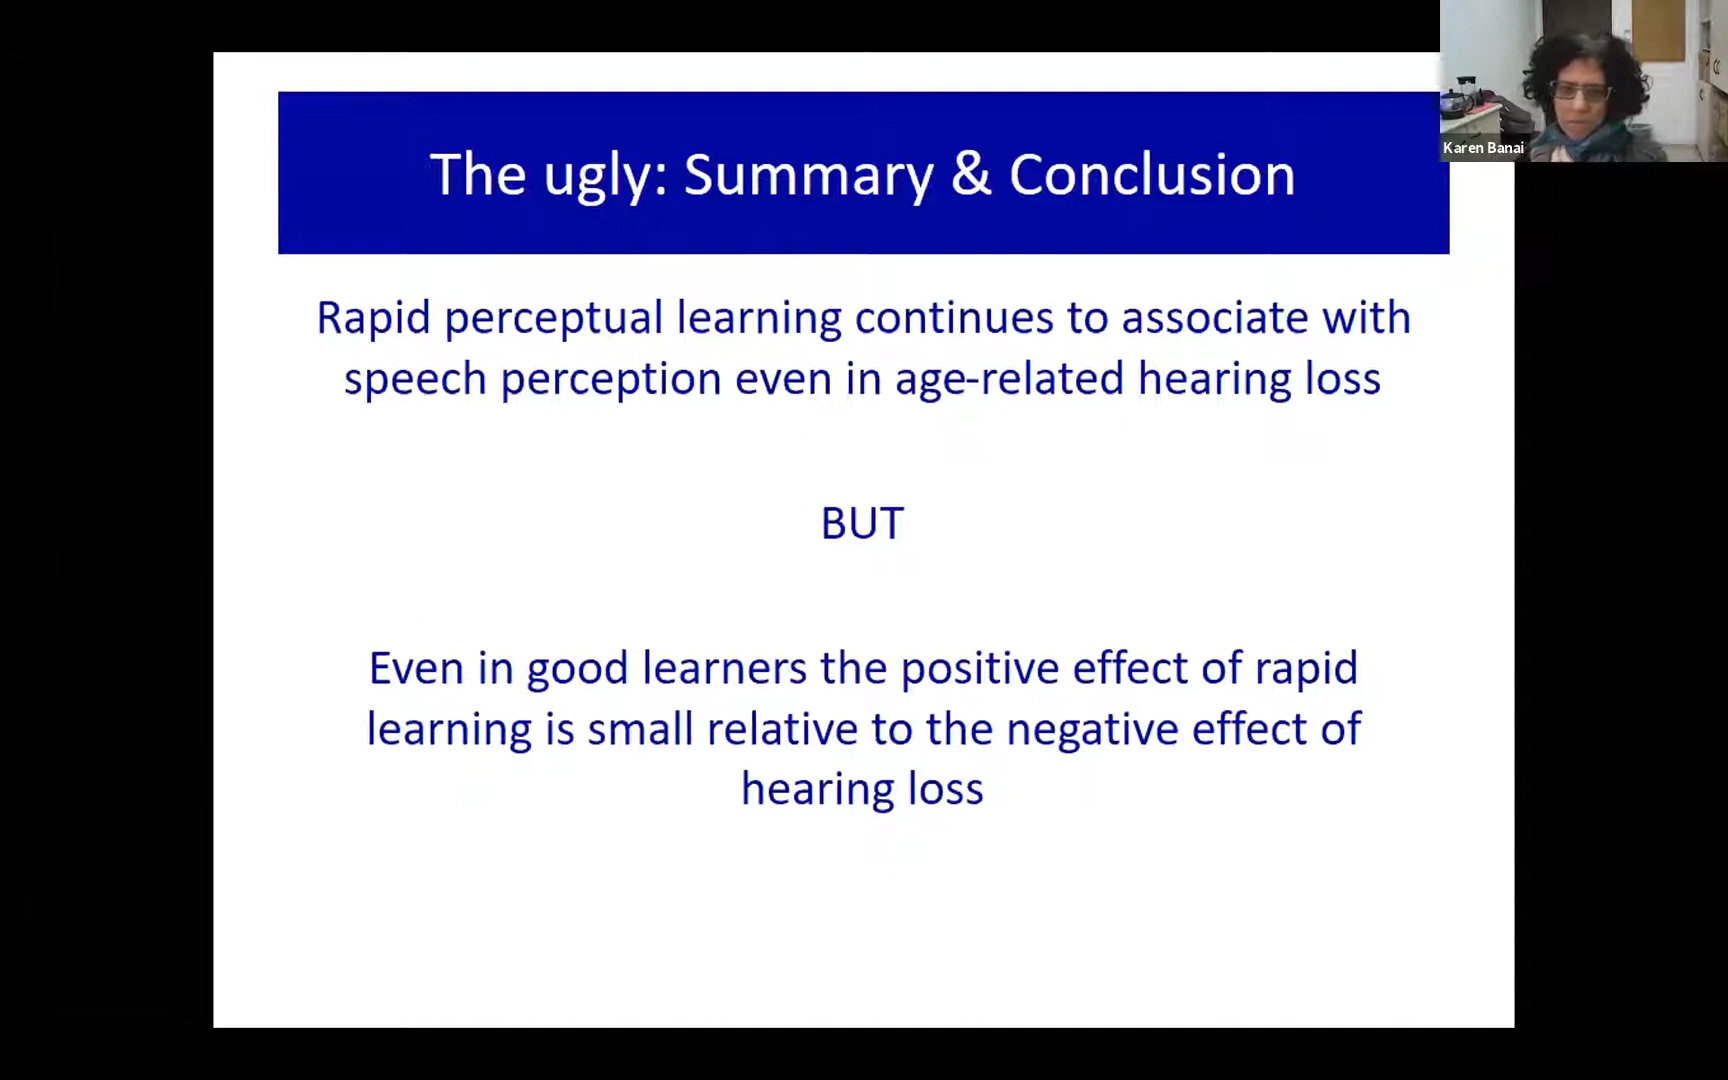 The ugly: Summary & Conclusion
Karen Banai
Rapid perceptual learning continues to associate with
speech perception even in age-related hearing loss
BUT
Even in good learners the positive effect of rapid
learning is small relative to the negative effect of
hearing loss